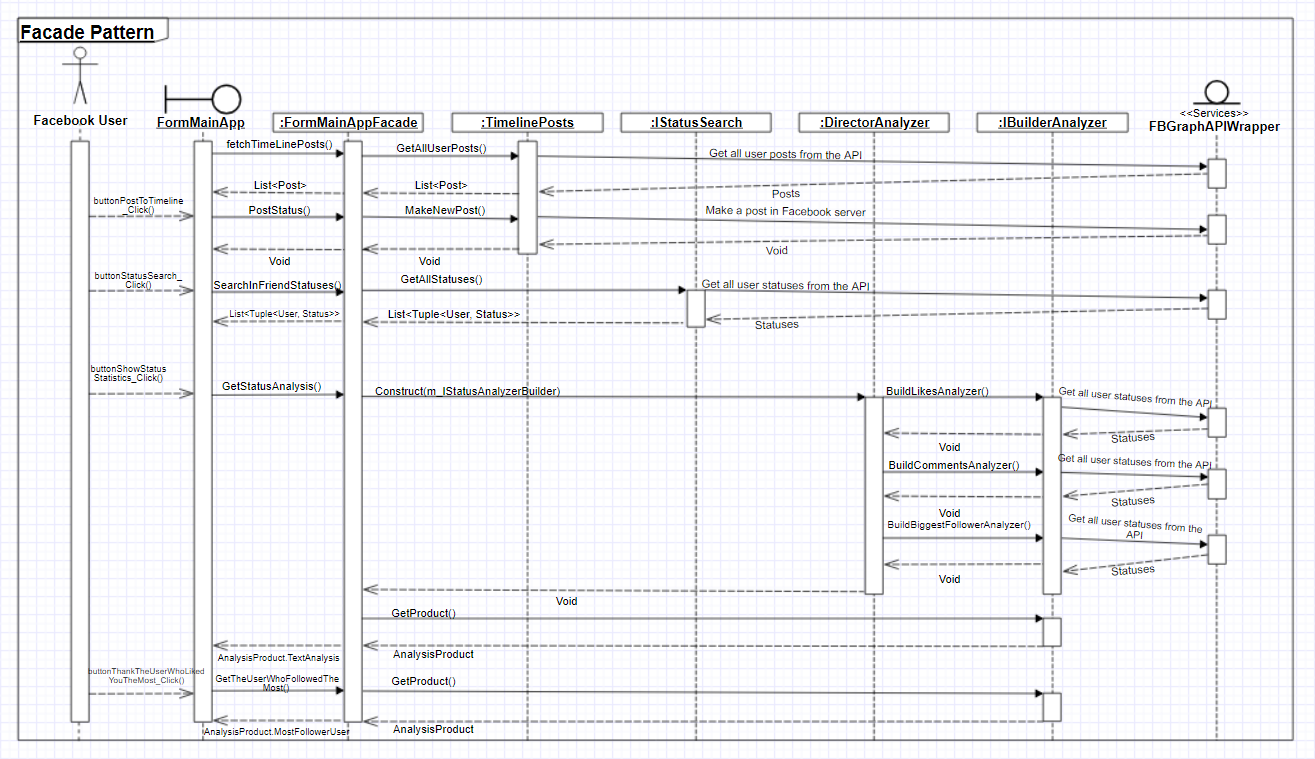 Facade Pattern
Facebook User
FormMainApp
:FormMainAppFacade
:TimelinePosts
:IStatusSearch
:DirectorAnalyzer
:IBuilderAnalyzer
<<Services>>
FBGraphAPIWrapper
fetchTimeLinePosts()
GetAllUserPosts()
Get all user posts from the API
List<Post>
List<Post>
Posts
buttonPostToTimeline
_Click()
PostStatus()
MakeNewPost()
Make a post in Facebook server
Void
Void
Void
buttonStatusSearch_
Click()
SearchInFriendStatuses()
GetAllStatuses()
Get all user statuses from the API
List<Tuple<User, Status>>
List<Tuple<User, Status>>
Statuses
buttonShowStatus
Statistics_Click()
GetStatusAnalysis()
Construct(m_IStatusAnalyzerBuilder)
BuildLikesAnalyzer()
Get all user statuses from the API
Void
Statuses
BuildCommentsAnalyzer()
Get all user statuses from the API
Void
Statuses
BuildBiggestFollowerAnalyzer()
Get all user statuses from the
API
Void
Statuses
Void
GetProduct()
AnalysisProduct.TextAnalysis
AnalysisProduct
buttonThankTheUserWhoLiked
YouTheMost_Click()
GetTheUserWhoFollowedThe
Most()
GetProduct()
AnalysisProduct.MostFollowerUser
AnalysisProduct